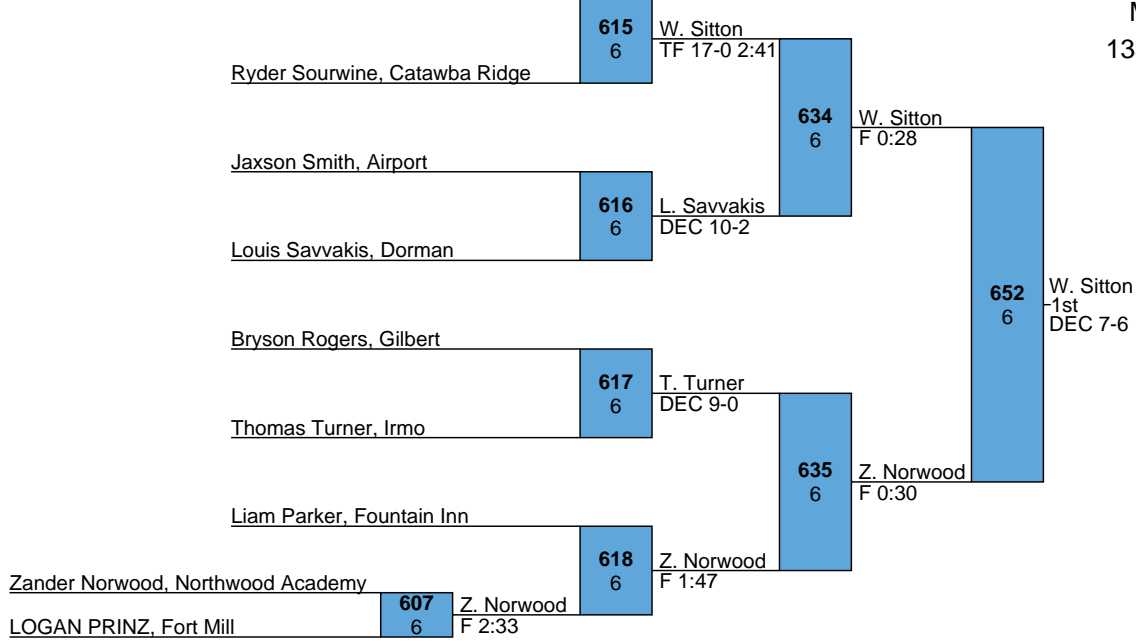 M
13
615
6
W. Sitton
TF 17-0 2:41
Ryder Sourwine, Catawba Ridge
634
6
W. Sitton
F 0:28
Jaxson Smith, Airport
616
6
L. Savvakis
DEC 10-2
Louis Savvakis, Dorman
652
6
W. Sitton
1st
DEC 7-6
Bryson Rogers, Gilbert
617
6
T. Turner
DEC 9-0
Thomas Turner, Irmo
635
6
Z. Norwood
F 0:30
Liam Parker, Fountain Inn
618
6
Z. Norwood
F 1:47
Zander Norwood, Northwood Academy
607
6
Z. Norwood
F 2:33
LOGAN PRINZ, Fort Mill